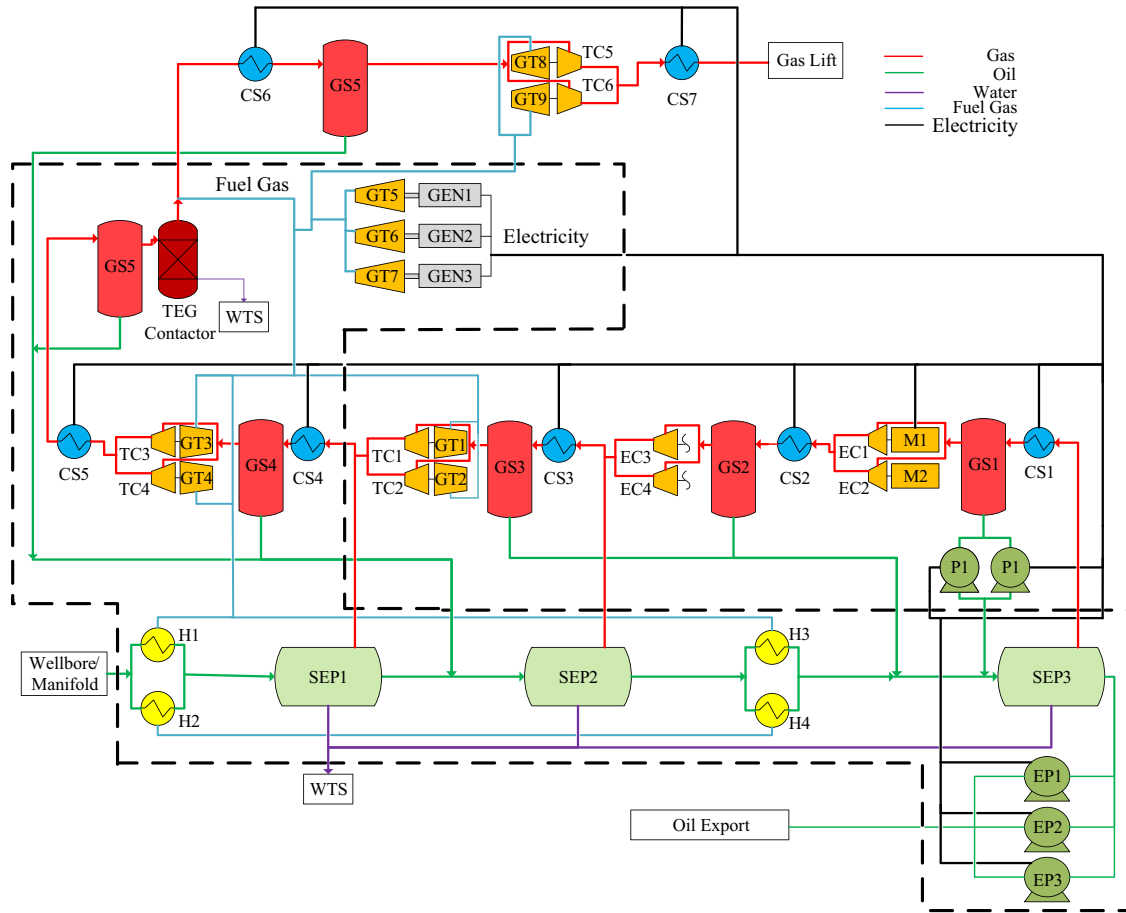 TC5
GT8
Gas Lift
Gas
GS5
TC6
Oil
CS6
GT9
CS7
Water
Fuel Gas
Electricity
Fuel Gas
GT5
GEN1
GT6
GEN2
Electricity
GS5
GT7
GEN3
TEG
Contactor
WTS
GT3
GT1
M1
TC3
GS4
TC1
GS3
EC3
GS2
EC1
GS1
CS5
CS4
CS3
CS2
CS1
TC4
GT4
TC2
GT2
EC4
EC2
M2
P1
P1
H1
H3
Wellbore/
Manifold
SEP1
SEP2
SEP3
H2
H4
WTS
EP1
Oil Export
EP2
EP3